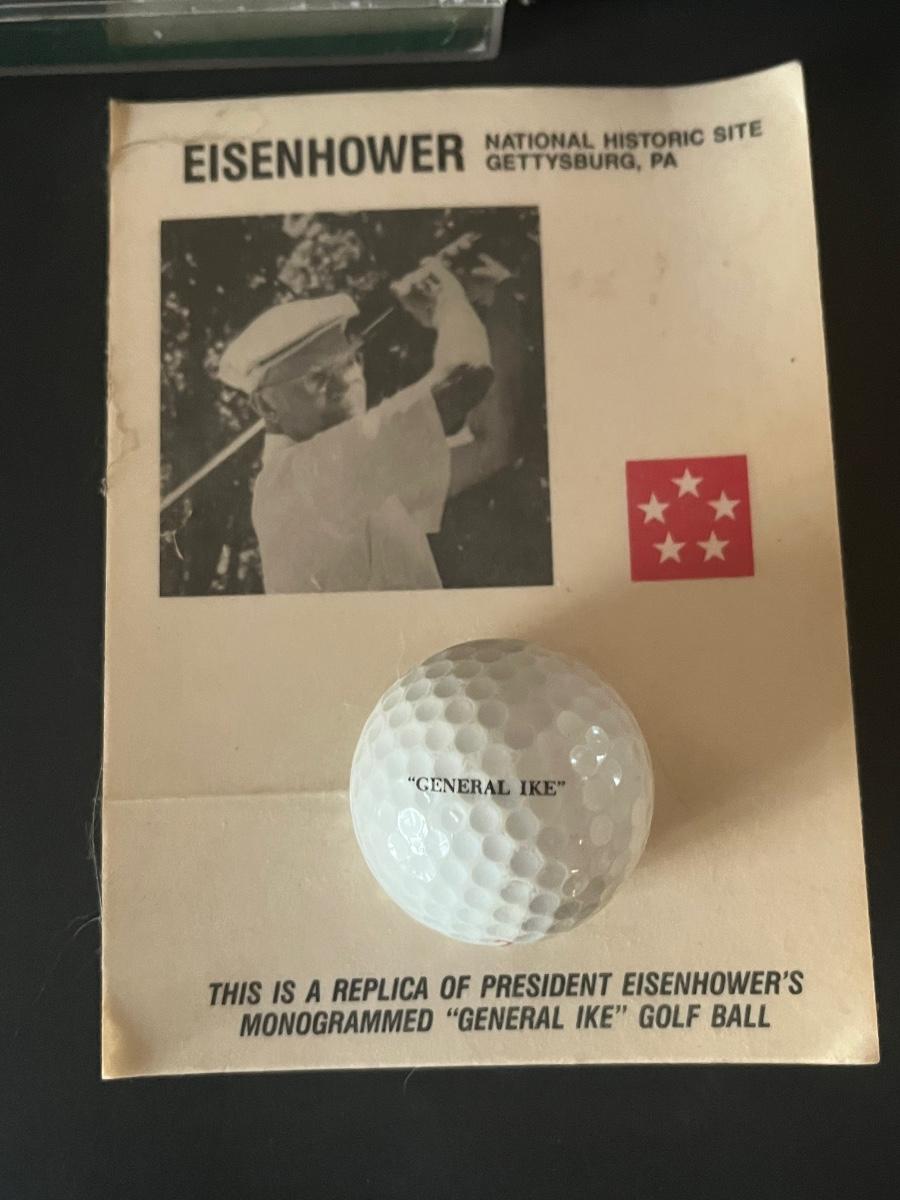 EISENHOWER
NATIONAL HISTORIC SITE
GETTYSBURG, PA
“GENERAL IKE”
THIS IS A REPLICA OF PRESIDENT EISENHOWER'S
MONOGRAMMED “GENERAL IKE” GOLF BALL